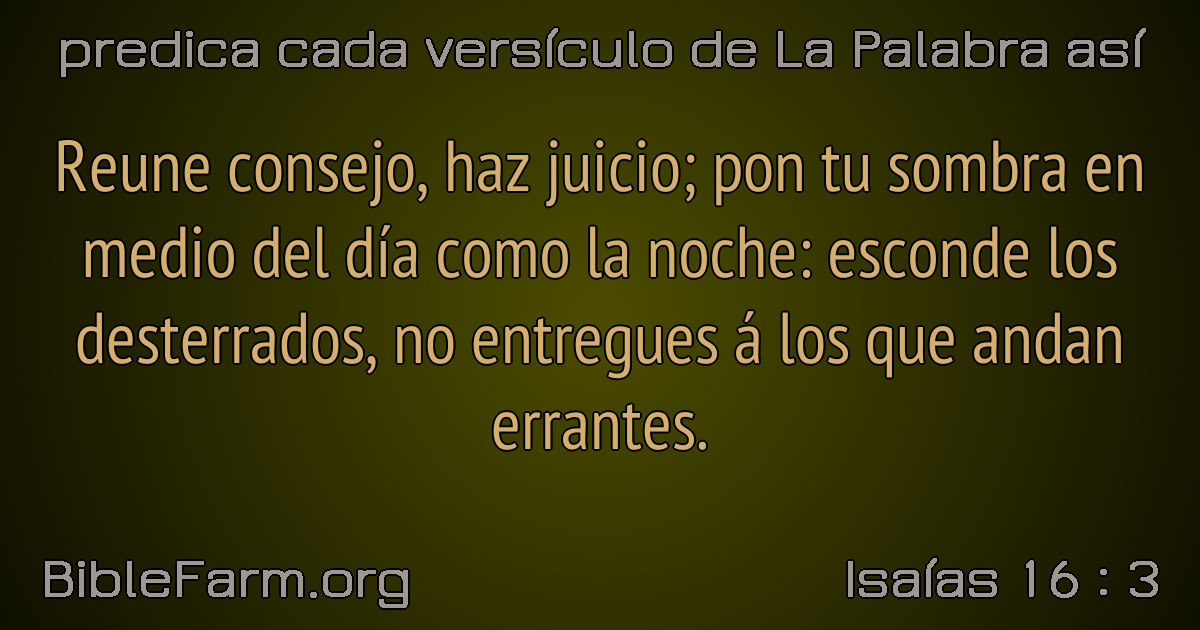 predica cada versículo de La Palabra así
Reune consejo, haz juicio; pon tu sombra en
medio del día como la noche: esconde los
desterrados, no entregues á los que andan
errantes.
BibleFarm.org
Isaías 16 : 3